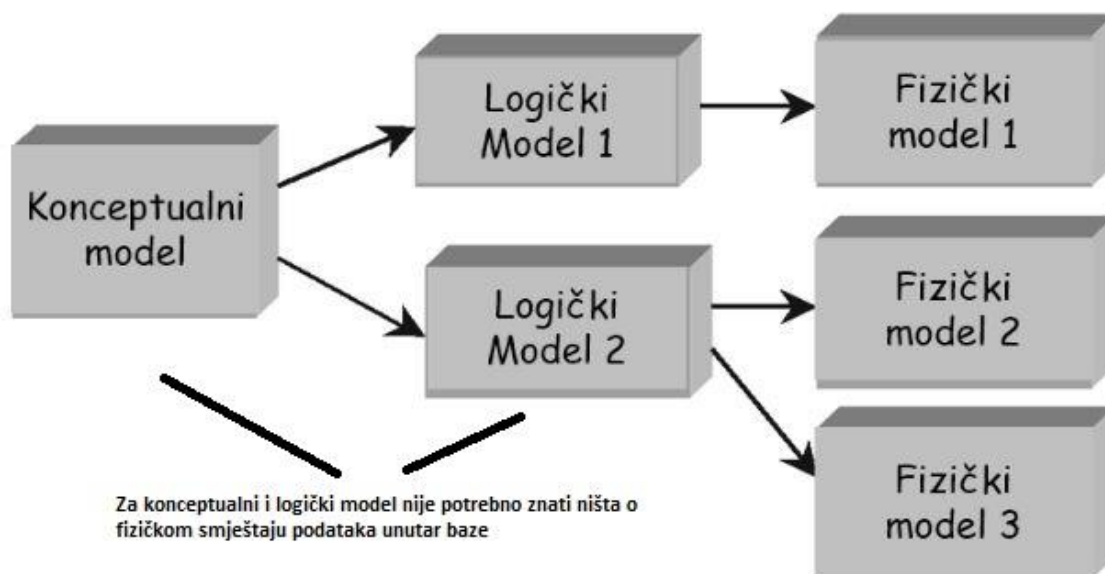 Konceptualni
model
Logički
Model 1
Fizički
model 1
Logički
Model 2
Fizički
model 2
Fizički
model 3
Za konceptualni i logički model nije potrebno znati ništa o
fizičkom smještaju podataka unutar baze